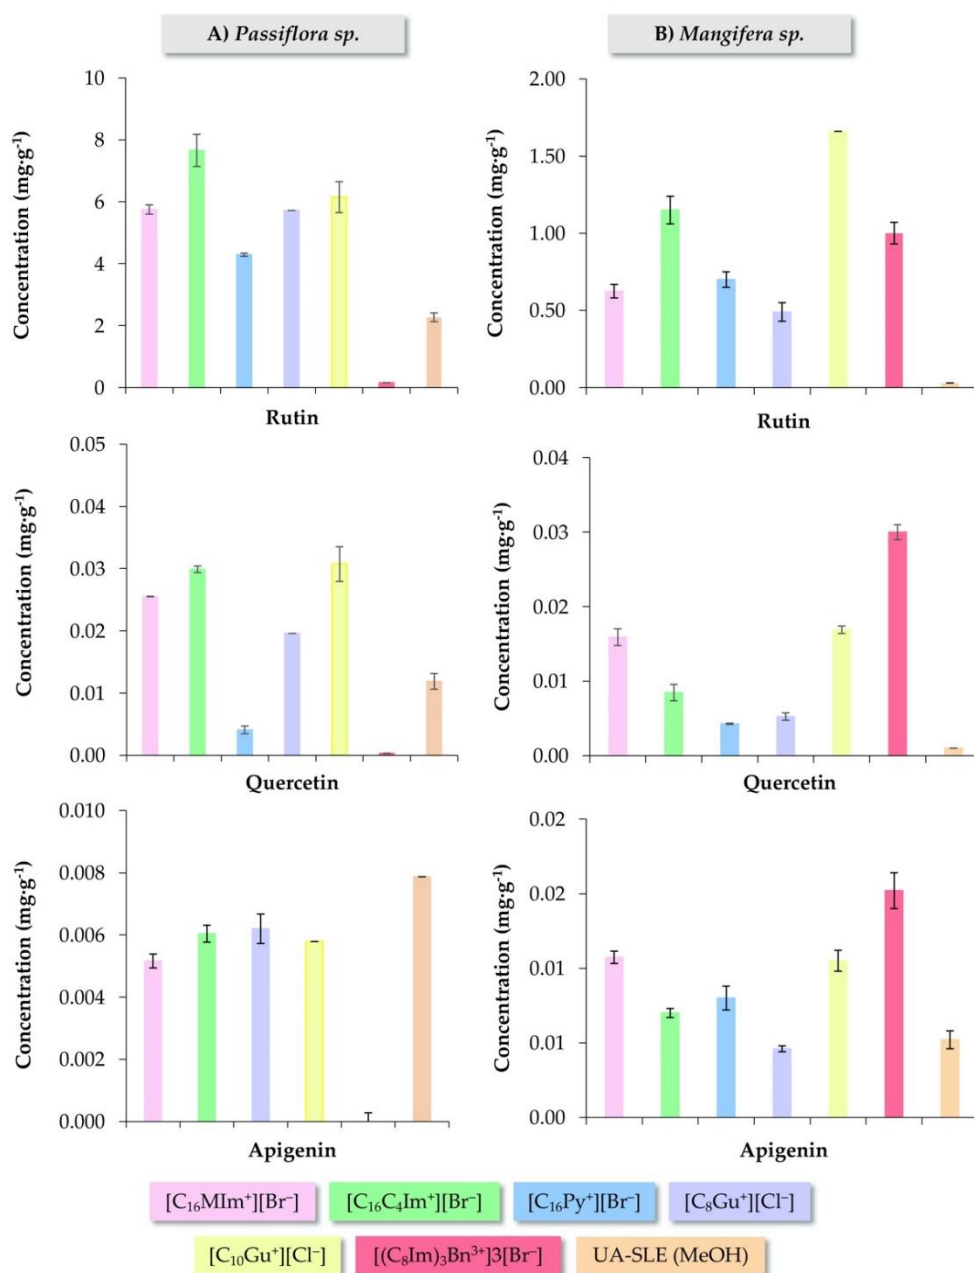 A) Passiflora sp.
B) Mangifera sp.
Concentration (mg·g⁻¹)
10
8
6
4
2
0
Rutin
Concentration (mg·g⁻¹)
2.00
1.50
1.00
0.50
0.00
Rutin
Concentration (mg·g⁻¹)
0.05
0.04
0.03
0.02
0.01
0.00
Quercetin
Concentration (mg·g⁻¹)
0.04
0.03
0.02
0.01
0.00
Quercetin
Concentration (mg·g⁻¹)
0.010
0.008
0.006
0.004
0.002
0.000
Apigenin
Concentration (mg·g⁻¹)
0.02
0.02
0.01
0.01
0.00
Apigenin
[C₁₆MIm⁺][Br⁻]
[C₁₆C₄Im⁺][Br⁻]
[C₁₆Py⁺][Br⁻]
[C₈Gu⁺][Cl⁻]
[C₁₀Gu⁺][Cl⁻]
[(C₈Im)₃Bn³⁺]3[Br⁻]
UA-SLE (MeOH)